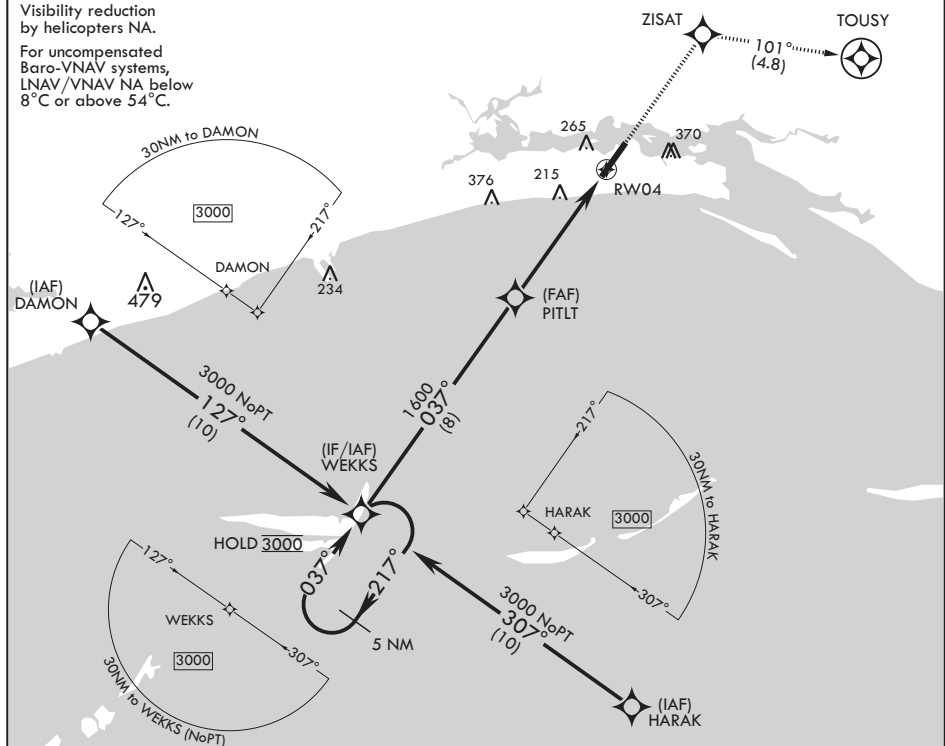 Visibility reduction
by helicopters NA.
For uncompensated
Baro-VNAV systems,
LNAV/VNAV NA below
8°C or above 54°C.
ZISAT
TOUSY
101°
(4.8)
265
370
376
215
RW04
30NM to DAMON
3000
127°
217°
DAMON
234
(IAF)
DAMON
479
(FAF)
PITLT
3000 NoPT
127°
(10)
1600
037°
(8)
(IF/IAF)
WEKKS
HOLD 3000
037°
217°
5 NM
217°
30NM to HARAK
HARAK
3000
307°
127°
WEKKS
307°
3000
30NM to WEKKS (NoPT)
3000 NoPT
307°
(10)
(IAF)
HARAK